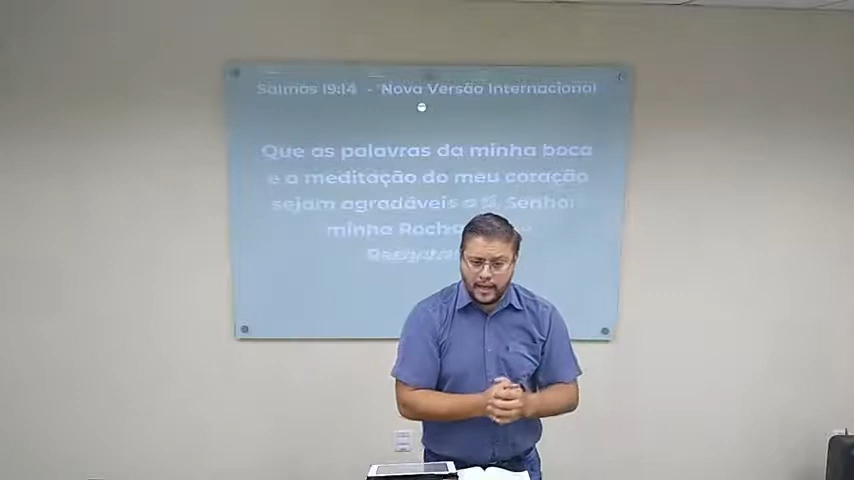 Salmos 19:14 - Nova Versão Internacional
Que as palavras da minha boca
e a meditação do meu coração
sejam agradáveis a ti, Senhor
minha Rocha